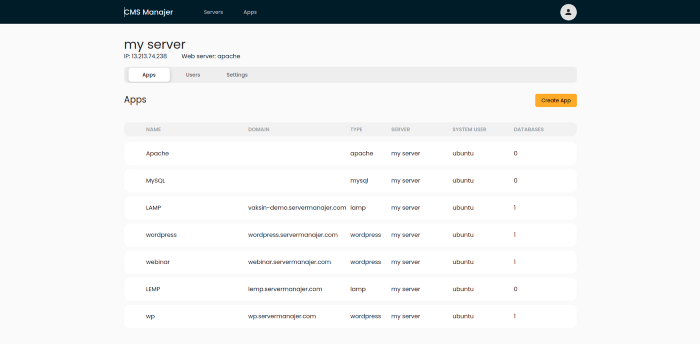 CMS Manajer Servers Apps
my server
IP: 13.213.74.238 Web server: apache
Apps Users Settings
Apps Create App
NAME DOMAIN TYPE SERVER SYSTEM USER DATABASES
Apache apache my server ubuntu 0
MySQL mysql my server ubuntu 0
LAMP vaksin-demo.servermanajer.com lamp my server ubuntu 1
wordpress wordpress.servermanajer.com wordpress my server ubuntu 1
webinar webinar.servermanajer.com wordpress my server ubuntu 1
LEMP lemp.servermanajer.com lamp my server ubuntu 0
wp wp.servermanajer.com wordpress my server ubuntu 1